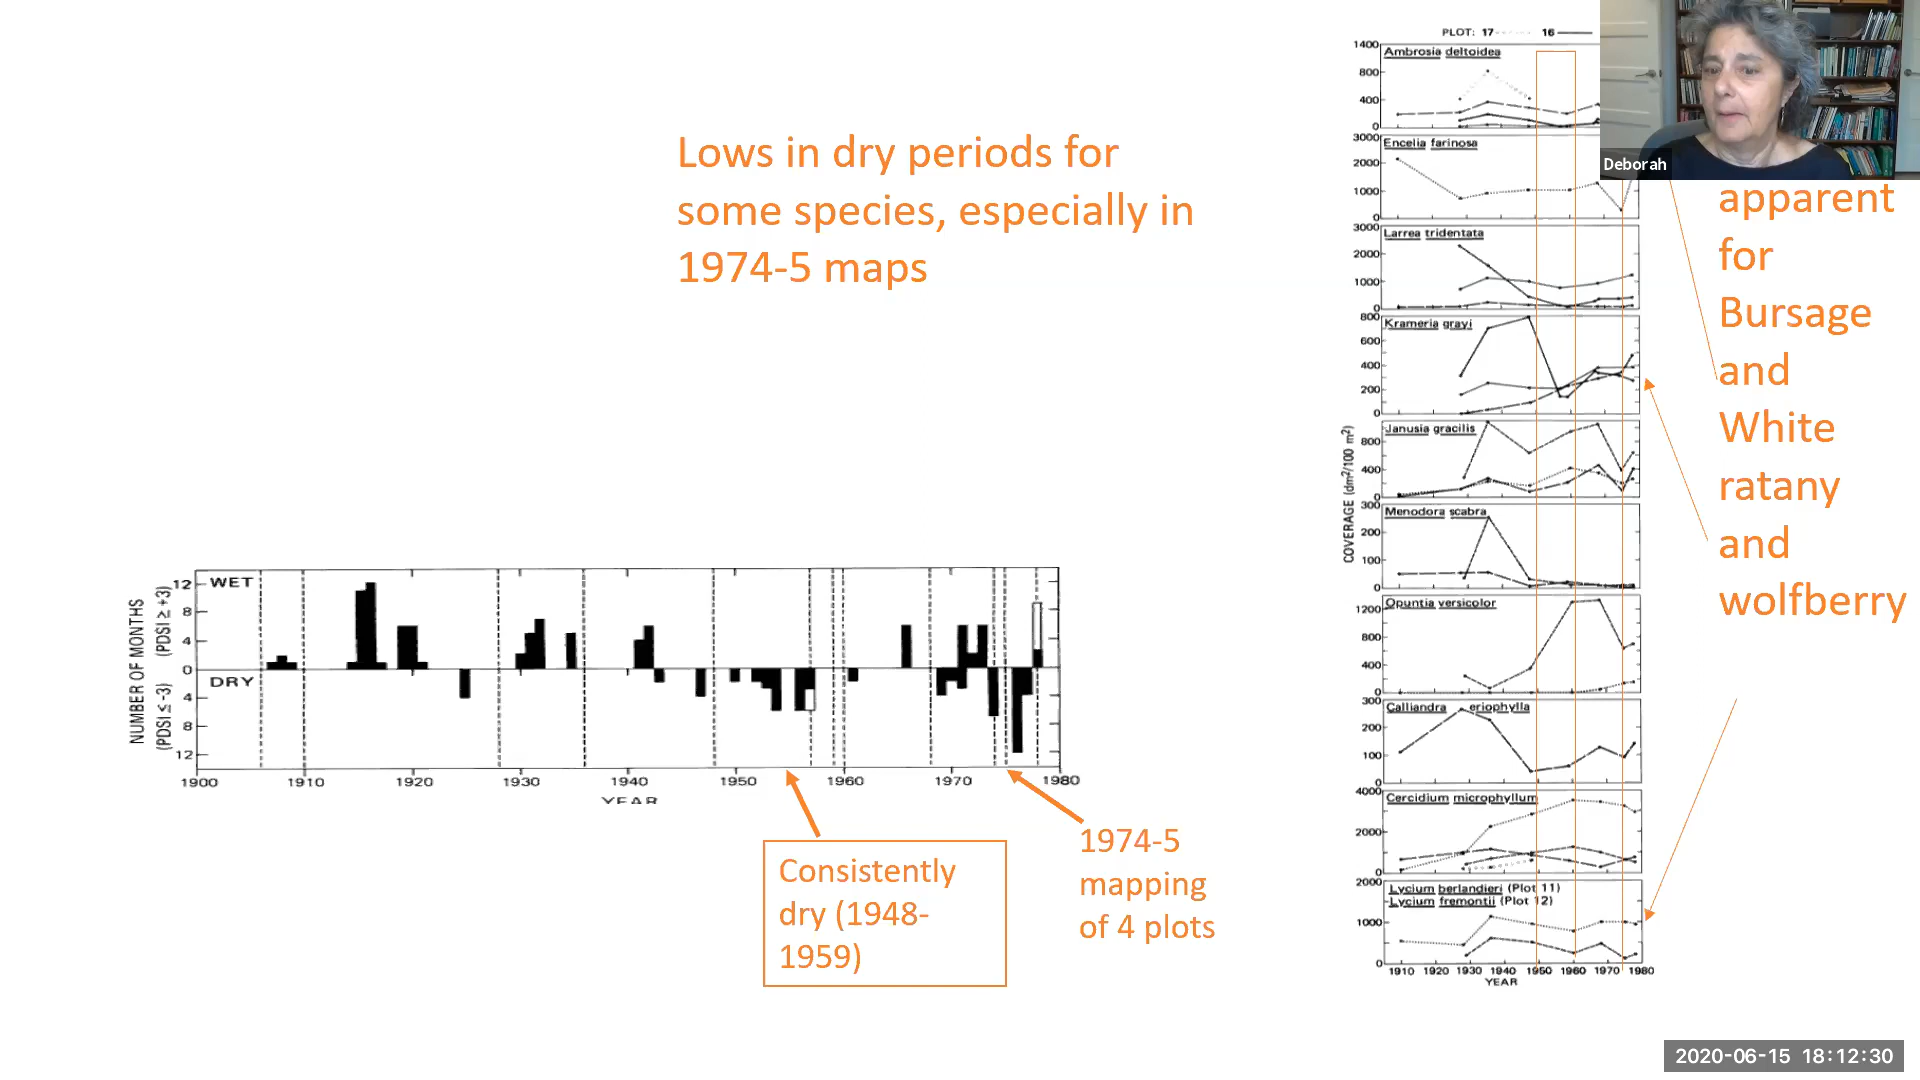 Lows in dry periods for
some species, especially in
1974-5 maps
NUMBER OF MONTHS
(PDSI ≤ -3) (PDSI ≥ +3)
WET
DRY
12
8
4
0
4
8
12
1900 1910 1920 1930 1940 1950 1960 1970 1980
YEAR
Consistently
dry (1948-
1959)
1974-5
mapping
of 4 plots
PLOT: 17 16
COVERAGE (dm²/100 m²)
Ambrosia deltoidea
1400
800
400
0
Encelia farinosa
3000
2000
1000
0
Larrea tridentata
3000
2000
1000
0
Krameria grayi
800
600
400
200
0
Janusia gracilis
800
400
0
Menodora scabra
300
200
100
0
Opuntia versicolor
1200
800
400
0
Calliandra eriophylla
300
200
100
0
Cercidium microphyllum
4000
2000
0
Lycium berlandieri (Plot 11)
Lycium fremontii (Plot 12)
2000
1000
0
1910 1920 1930 1940 1950 1960 1970 1980
YEAR
Deborah
apparent
for
Bursage
and
White
ratany
and
wolfberry
2020-06-15 18:12:30